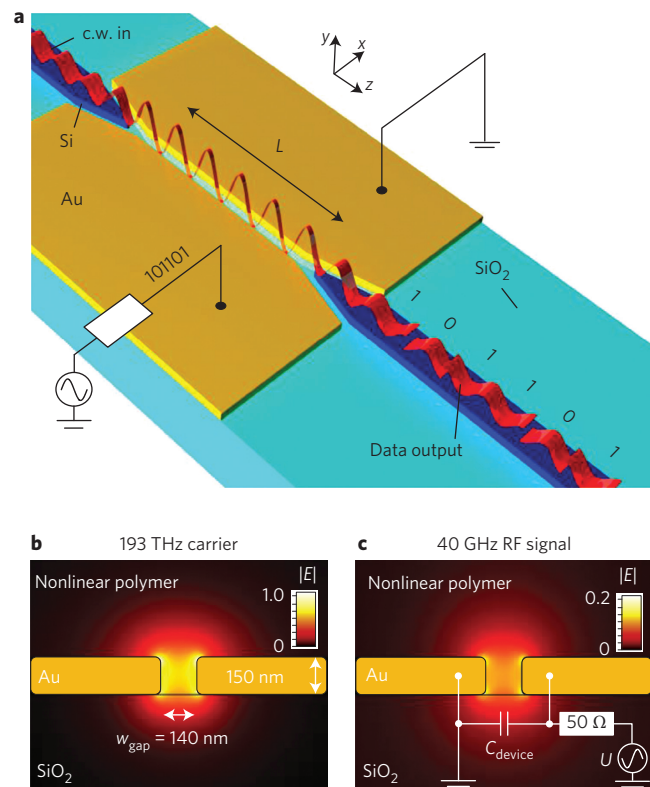 a
c.w. in
y
x
z
Si
L
Au
101101
SiO₂
1
0
1
1
0
1
Data output
b 193 THz carrier
Nonlinear polymer
|E|
1.0
0
Au
150 nm
w_gap = 140 nm
SiO₂
c 40 GHz RF signal
Nonlinear polymer
|E|
0.2
0
Au
50 Ω
C_device
U
SiO₂